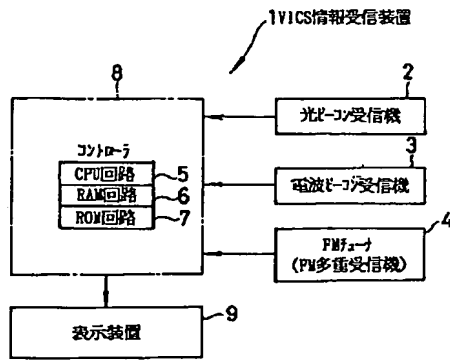 1 VICS情報受信装置
8
2
光ビーコン受信機
3
コントローラ
CPU回路 5
RAM回路 6
ROM回路 7
電波ビーコン受信機
4
FMチューナ
(FM多重受信機)
9
表示装置